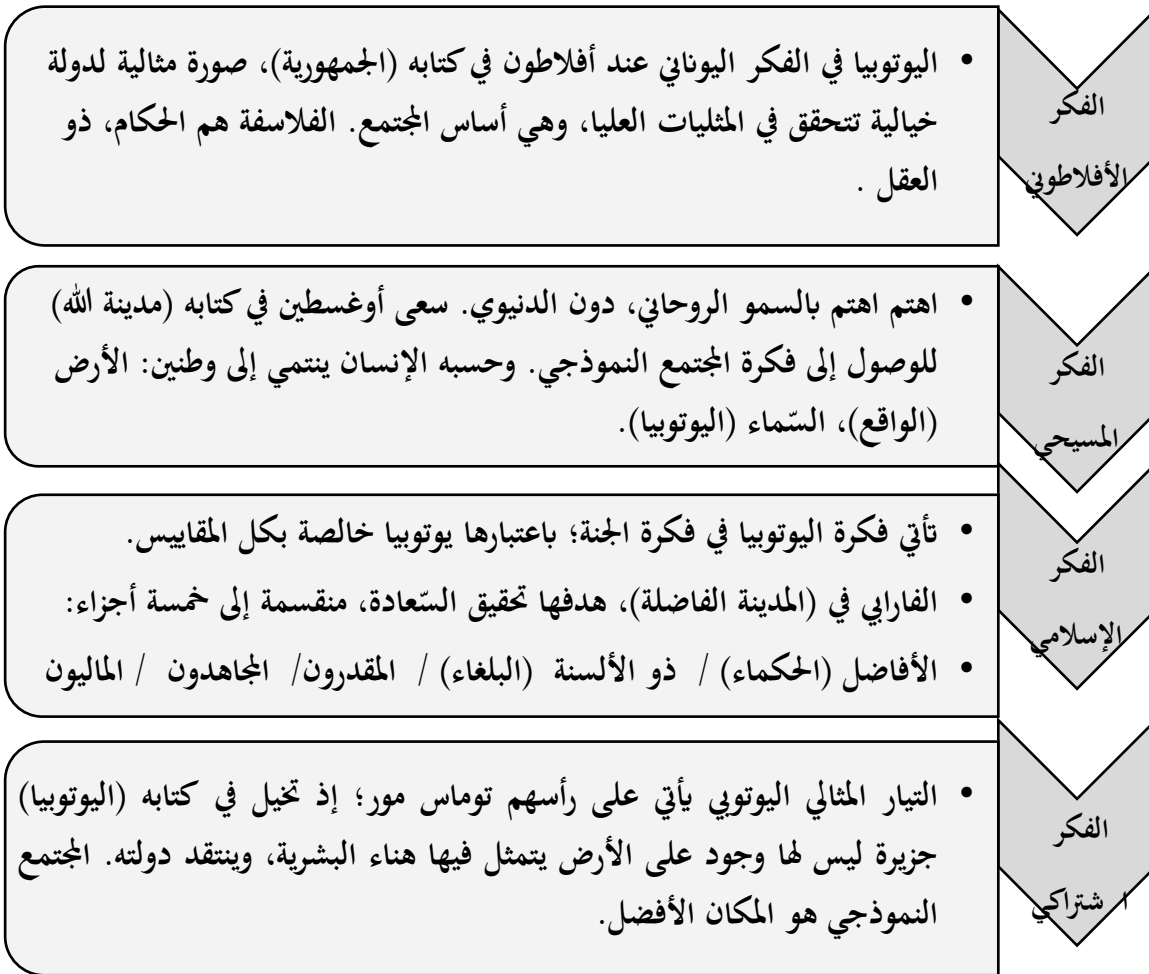 الفكر
الأفلاطوني
• اليوتوبيا في الفكر اليوناني عند أفلاطون في كتابه (الجمهورية)، صورة مثالية لدولة
خيالية تتحقق في المثليات العليا، وهي أساس المجتمع. الفلاسفة هم الحكام، ذو
العقل .
الفكر
المسيحي
• اهتم اهتم بالسمو الروحاني، دون الدنيوي. سعى أوغسطين في كتابه (مدينة الله)
للوصول إلى فكرة المجتمع النموذجي. وحسبه الإنسان ينتمي إلى وطنين: الأرض
(الواقع)، السّماء (اليوتوبيا).
الفكر
الإسلامي
• تأتي فكرة اليوتوبيا في فكرة الجنة؛ باعتبارها يوتوبيا خالصة بكل المقاييس.
• الفارابي في (المدينة الفاضلة)، هدفها تحقيق السّعادة، منقسمة إلى خمسة أجزاء:
• الأفاضل (الحكماء) / ذو الألسنة (البلغاء) / المقدرون/ المجاهدون / الماليون
الفكر
ا شتراكي
• التيار المثالي اليوتوبي يأتي على رأسهم توماس مور؛ إذ تخيل في كتابه (اليوتوبيا)
جزيرة ليس لها وجود على الأرض يتمثل فيها هناء البشرية، وينتقد دولته. المجتمع
النموذجي هو المكان الأفضل.